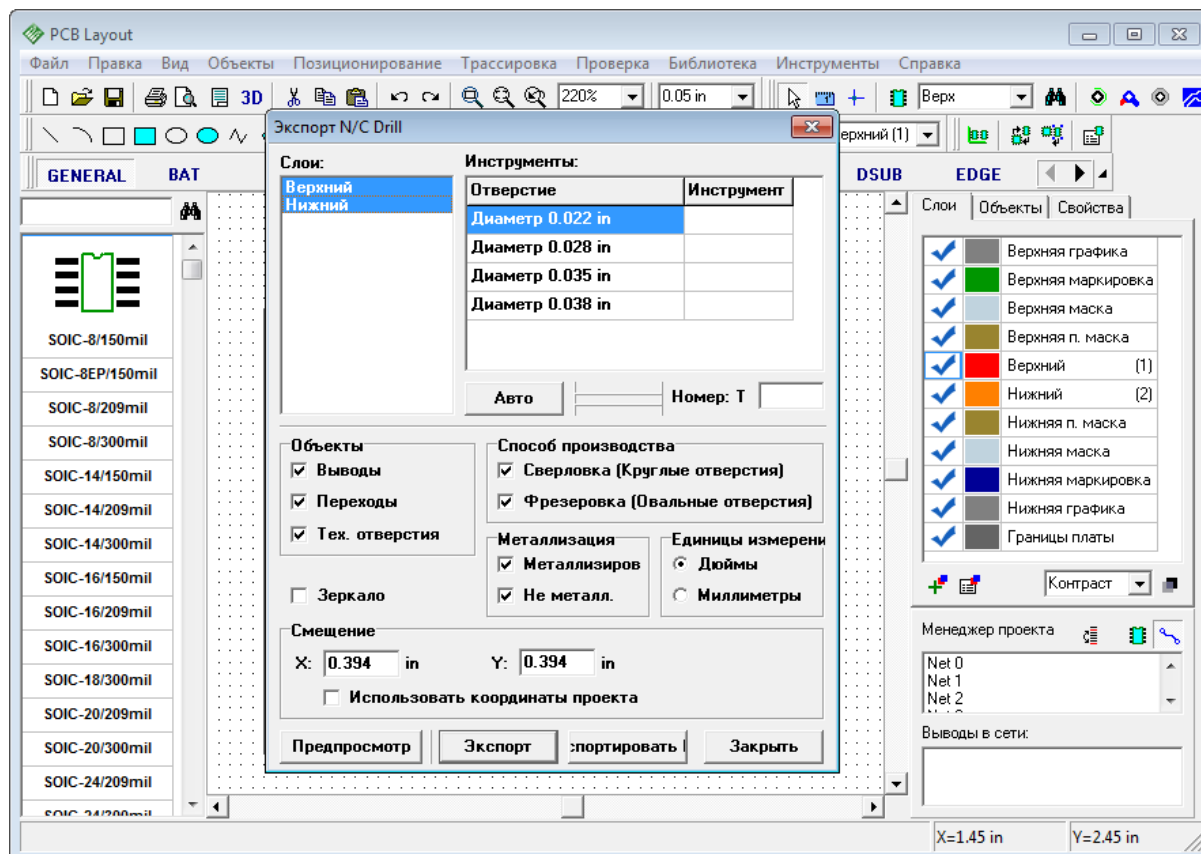 PCB Layout
Файл Правка Вид Объекты Позиционирование Трассировка Проверка Библиотека Инструменты Справка
3D 220% 0.05 in Верх
Экспорт N/C Drill
ерхний (1)
GENERAL BAT DSUB EDGE
Слои: Инструменты:
Верхний
Нижний
Отверстие Инструмент
Диаметр 0.022 in
Диаметр 0.028 in
Диаметр 0.035 in
Диаметр 0.038 in
Авто Номер: T
Объекты
Выводы
Переходы
Тех. отверстия
Зеркало
Способ производства
Сверловка (Круглые отверстия)
Фрезеровка (Овальные отверстия)
Металлизация
Металлизиров
Не металл.
Единицы измерени
Дюймы
Миллиметры
Смещение
X: 0.394 in Y: 0.394 in
Использовать координаты проекта
Предпросмотр Экспорт :портировать Закрыть
SOIC-8/150mil
SOIC-8EP/150mil
SOIC-8/209mil
SOIC-8/300mil
SOIC-14/150mil
SOIC-14/209mil
SOIC-14/300mil
SOIC-16/150mil
SOIC-16/209mil
SOIC-16/300mil
SOIC-18/300mil
SOIC-20/209mil
SOIC-20/300mil
SOIC-24/209mil
SOIC-24/300mil
Слои Объекты Свойства
Верхняя графика
Верхняя маркировка
Верхняя маска
Верхняя п. маска
Верхний (1)
Нижний (2)
Нижняя п. маска
Нижняя маска
Нижняя маркировка
Нижняя графика
Границы платы
Контраст
Менеджер проекта
Net 0
Net 1
Net 2
Выводы в сети:
X=1.45 in Y=2.45 in